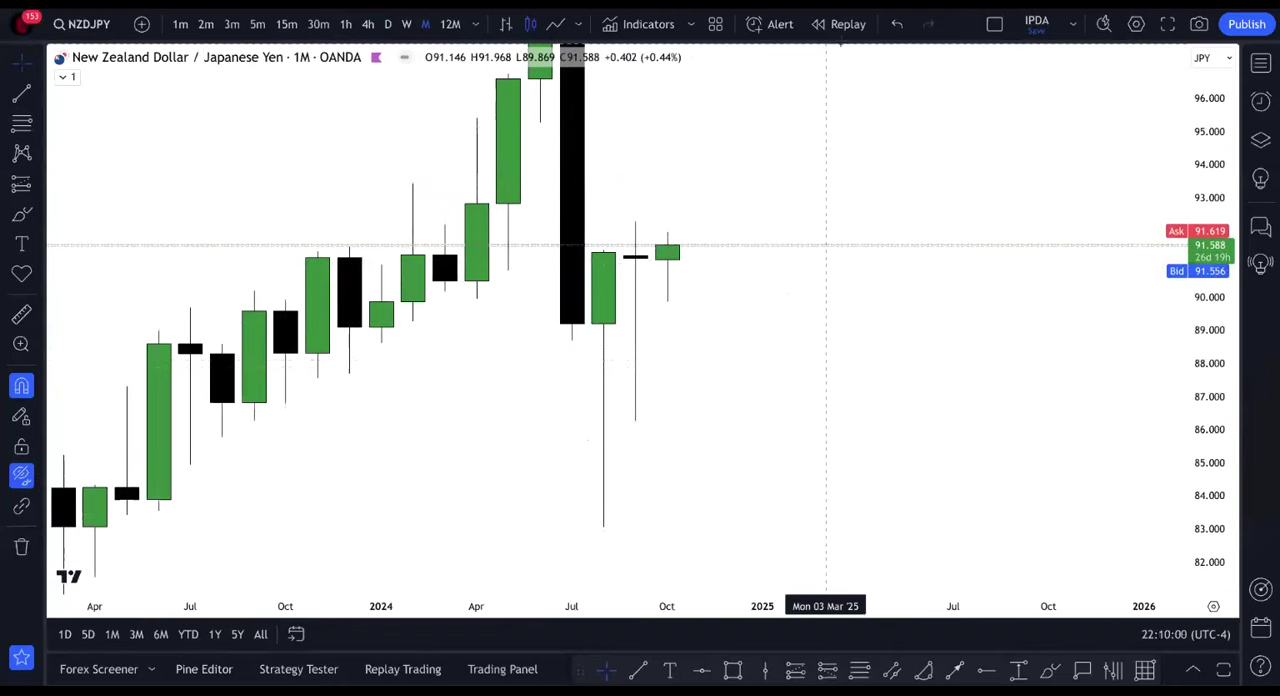 153
NZDJPY
1m 2m 3m 5m 15m 30m 1h 4h D W M 12M
Indicators
Alert
Replay
IPDA
Save
Publish
New Zealand Dollar / Japanese Yen · 1M · OANDA
O91.146 H91.968 L89.869 C91.588 +0.402 (+0.44%)
JPY
1
96.000
95.000
94.000
93.000
Ask 91.619
91.588
26d 19h
Bid 91.556
90.000
89.000
88.000
87.000
86.000
85.000
84.000
83.000
82.000
Apr Jul Oct 2024 Apr Jul Oct 2025 Mon 03 Mar '25 Jul Oct 2026
1D 5D 1M 3M 6M YTD 1Y 5Y All
22:10:00 (UTC-4)
Forex Screener Pine Editor Strategy Tester Replay Trading Trading Panel